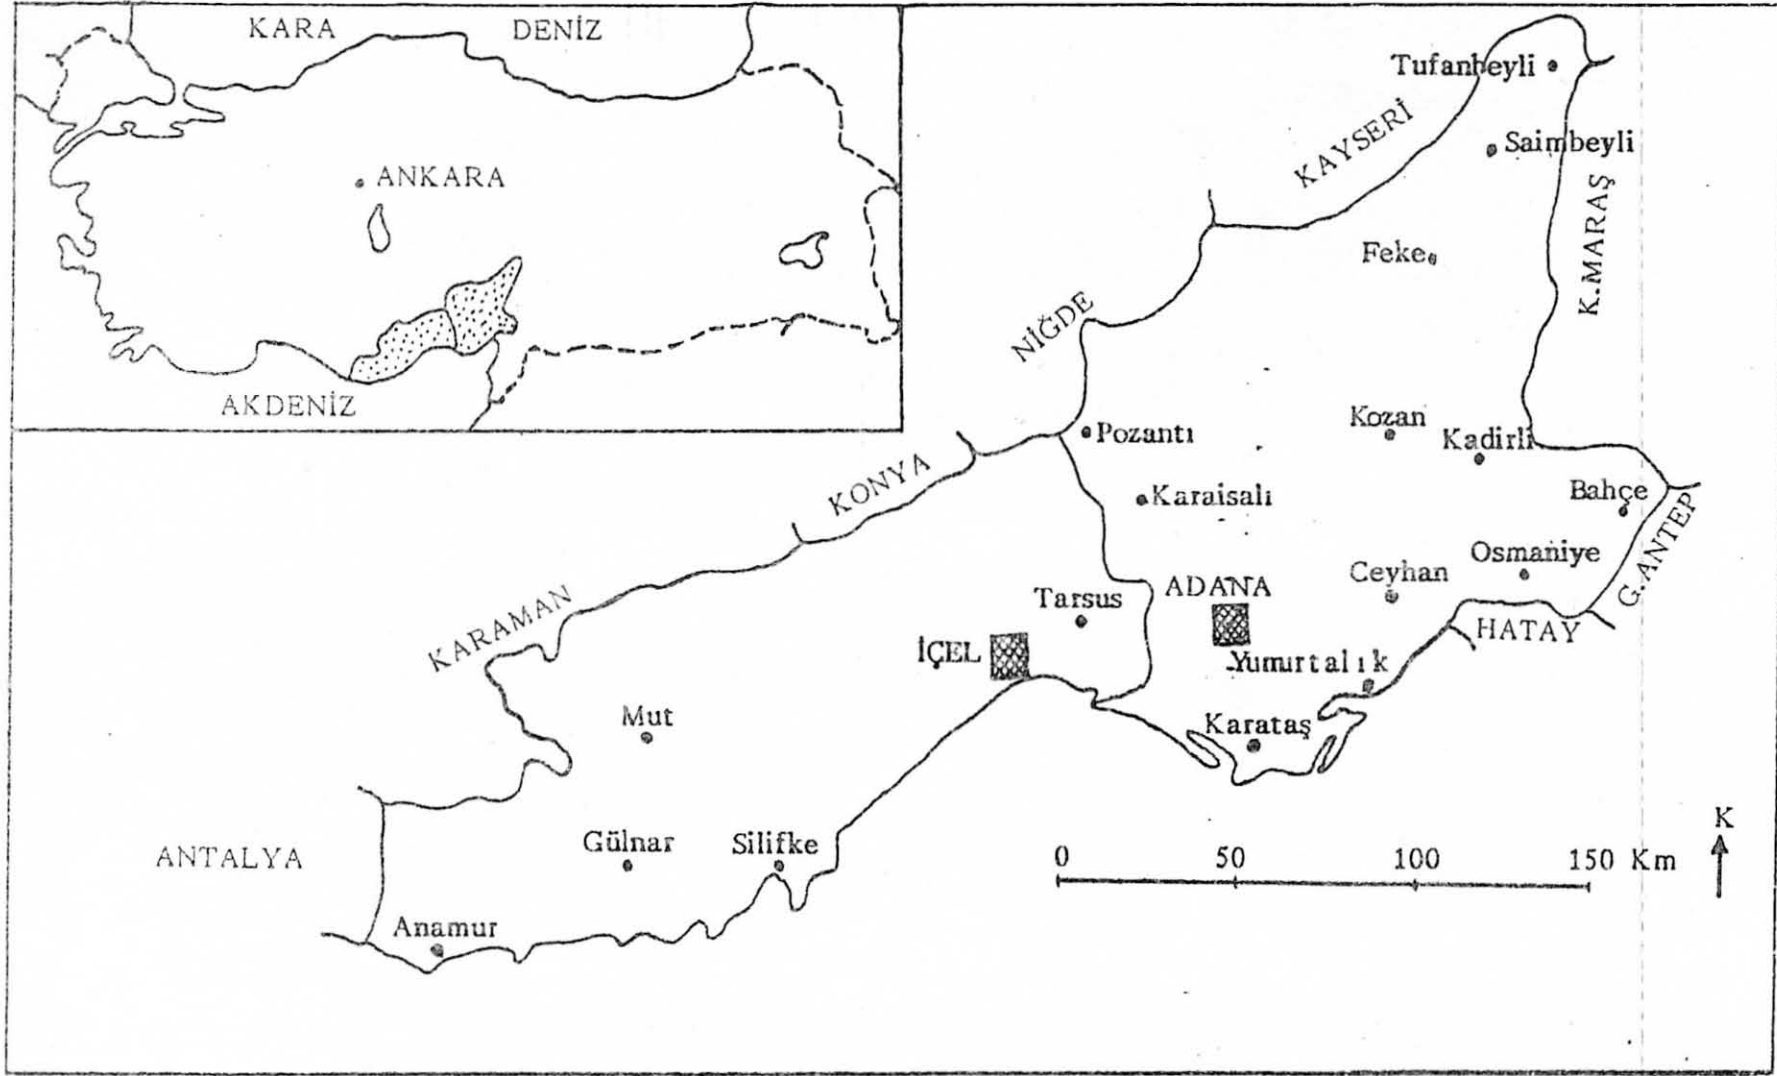 KARA DENİZ
ANKARA
AKDENİZ
Tufanbeyli
KAYSERİ
Saimbeyli
K.MARAŞ
Feke
NİĞDE
Pozantı
Kozan
Kadirli
KONYA
Karaisalı
Bahçe
G.ANTEP
Osmaniye
Ceyhan
ADANA
Tarsus
KARAMAN
HATAY
İÇEL
Yumurtalık
Mut
Karataş
K
Gülnar
Silifke
ANTALYA
0 50 100 150 Km
Anamur